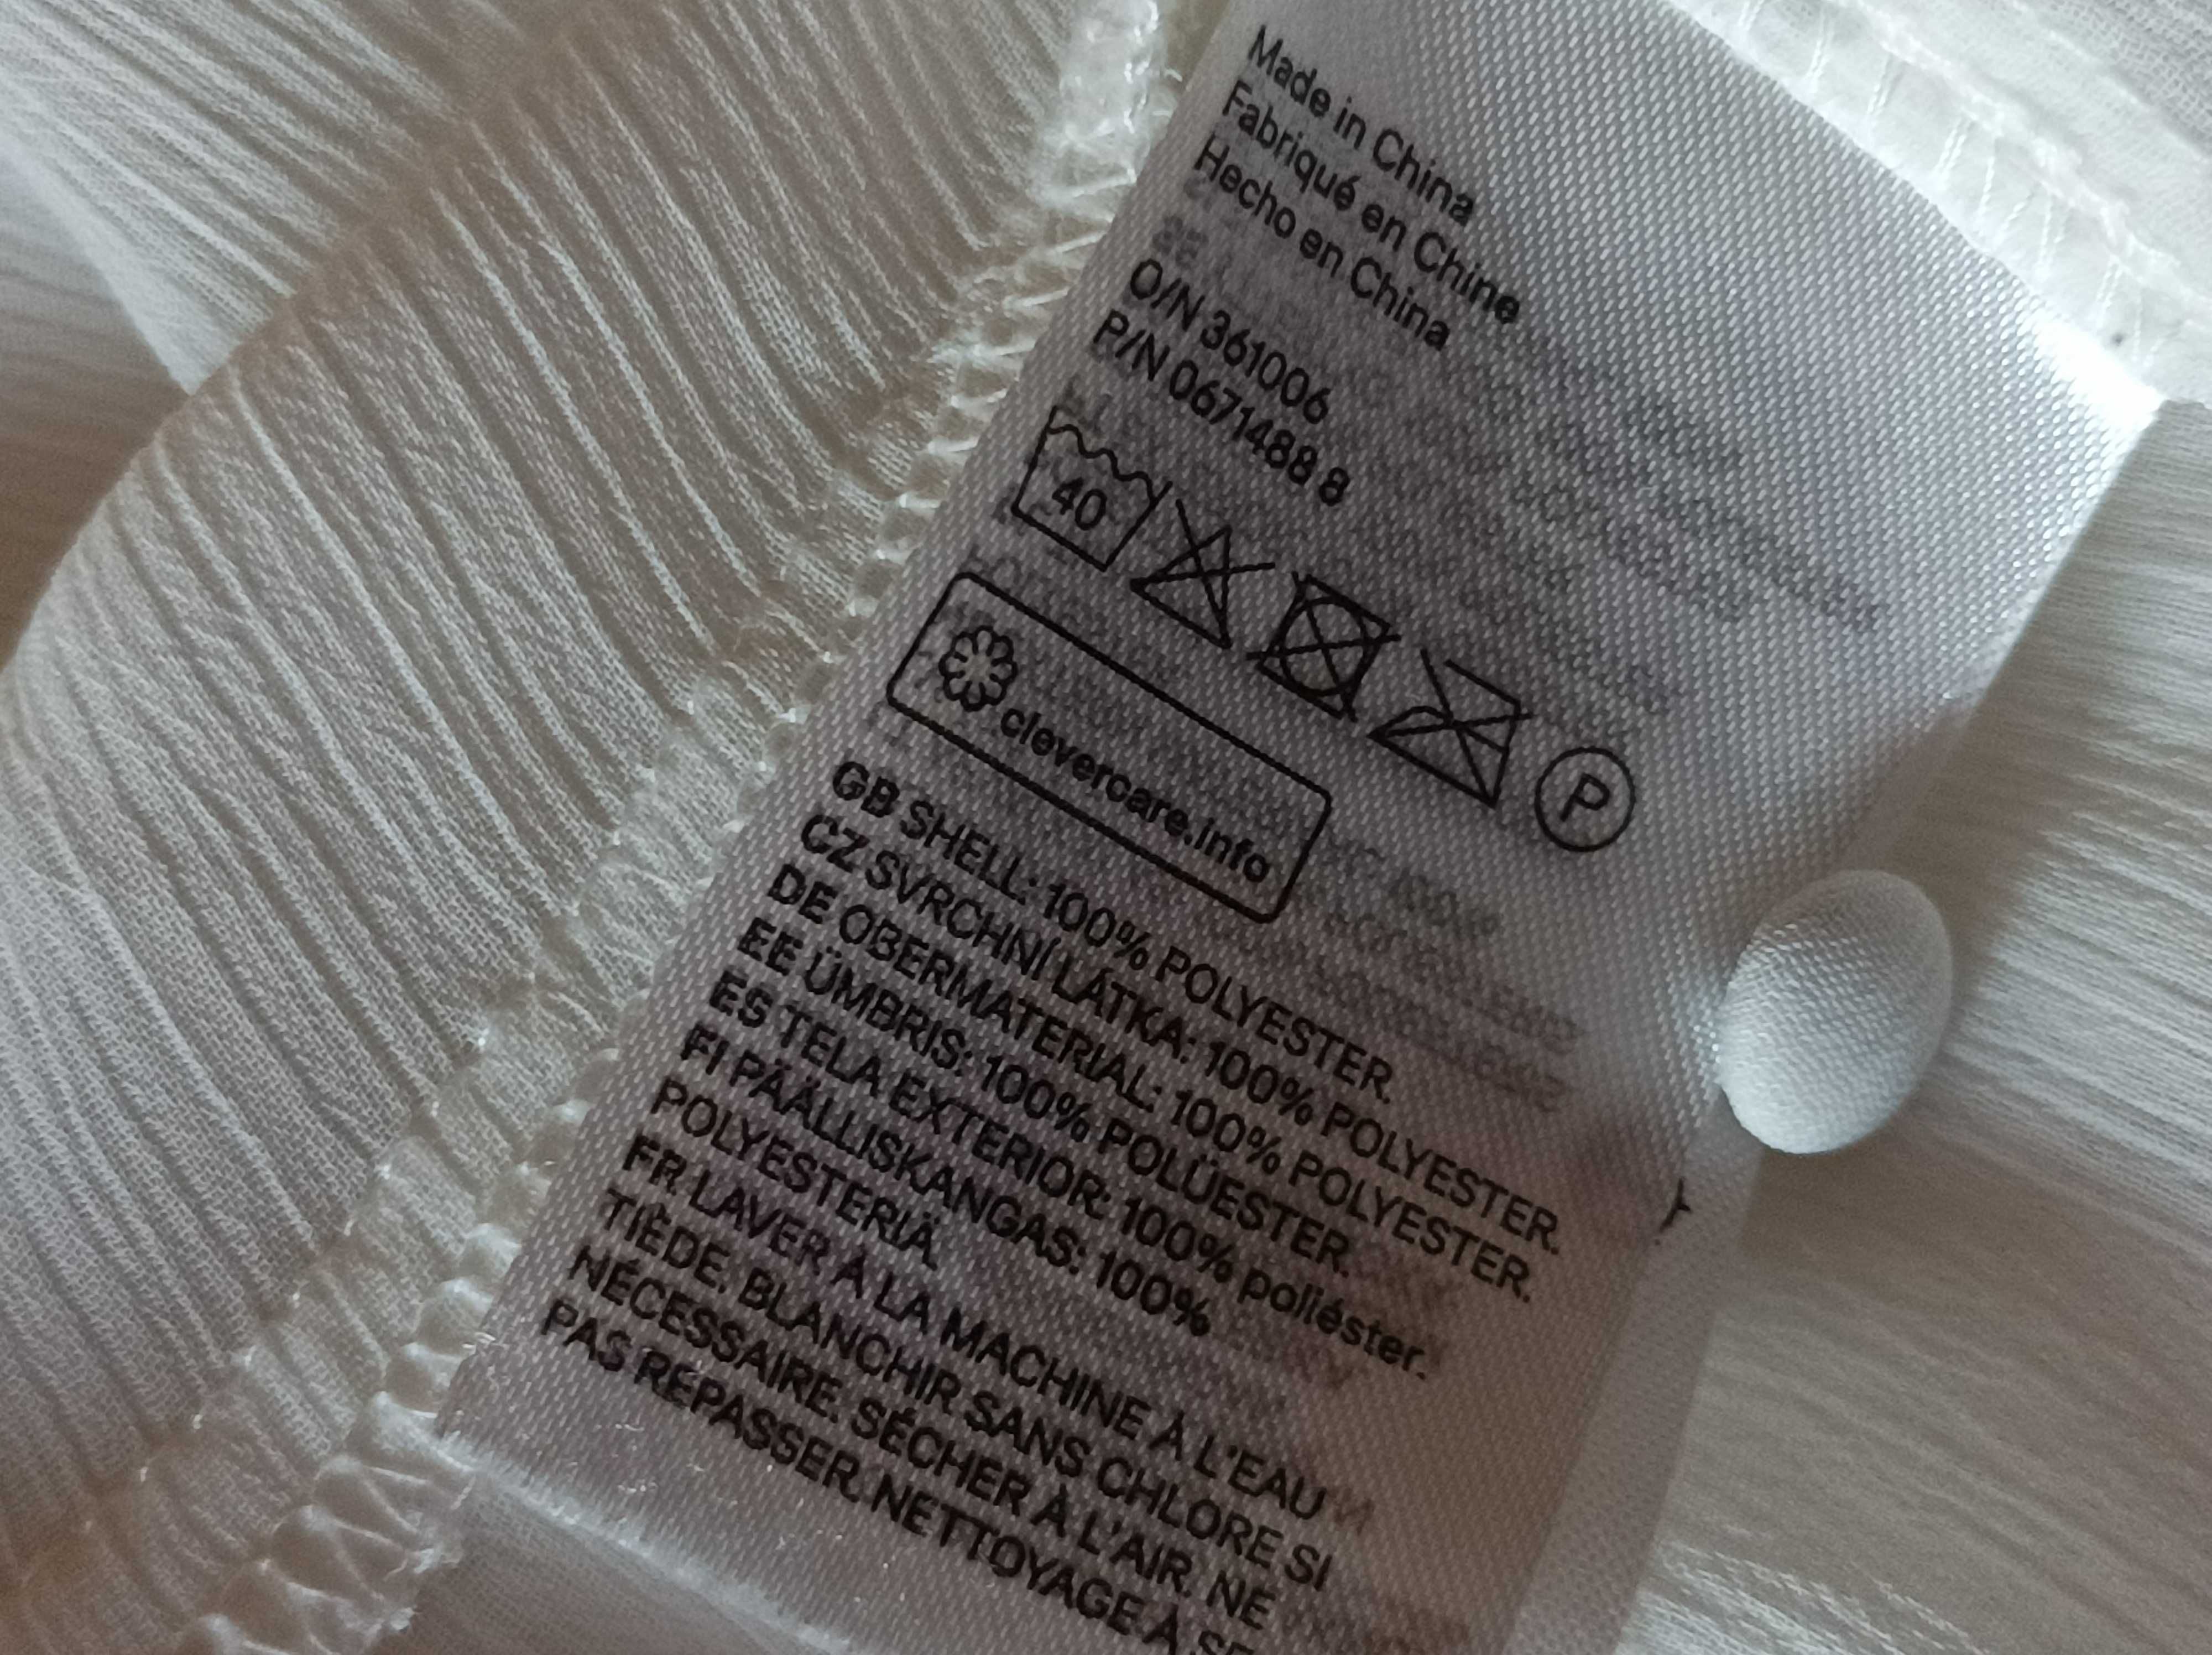 Made in China
Fabriqué en Chine
Hecho en China
O/N 361006
P/N 0671488 8
40
P
clevercare.info
GB SHELL: 100% POLYESTER.
CZ SVRCHNÍ LÁTKA: 100% POLYESTER.
DE OBERMATERIAL: 100% POLYESTER.
EE ÜMBRIS: 100% POLÜESTER.
ES TELA EXTERIOR: 100% poliéster.
FI PÄÄLLISKANGAS: 100%
POLYESTERIÄ.
FR LAVER À LA MACHINE À L'EAU
TIÈDE. BLANCHIR SANS CHLORE SI
NÉCESSAIRE. SÉCHER À L'AIR. NE
PAS REPASSER. NETTOYAGE À